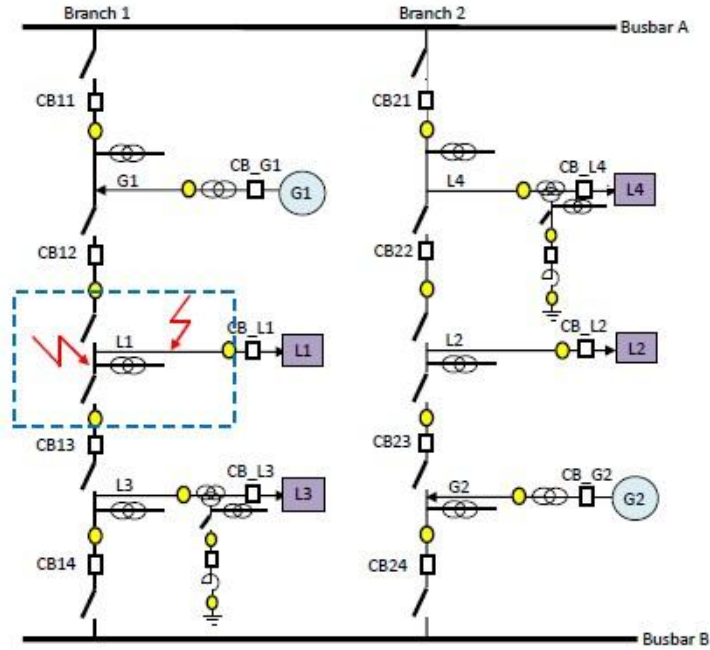 Branch 1
Branch 2
Busbar A
CB11
CB21
CB_G1
CB_L4
G1
G1
L4
L4
CB12
CB22
L1
CB_L1
L1
L2
CB_L2
L2
CB13
CB23
L3
CB_L3
L3
G2
CB_G2
G2
CB14
CB24
Busbar B